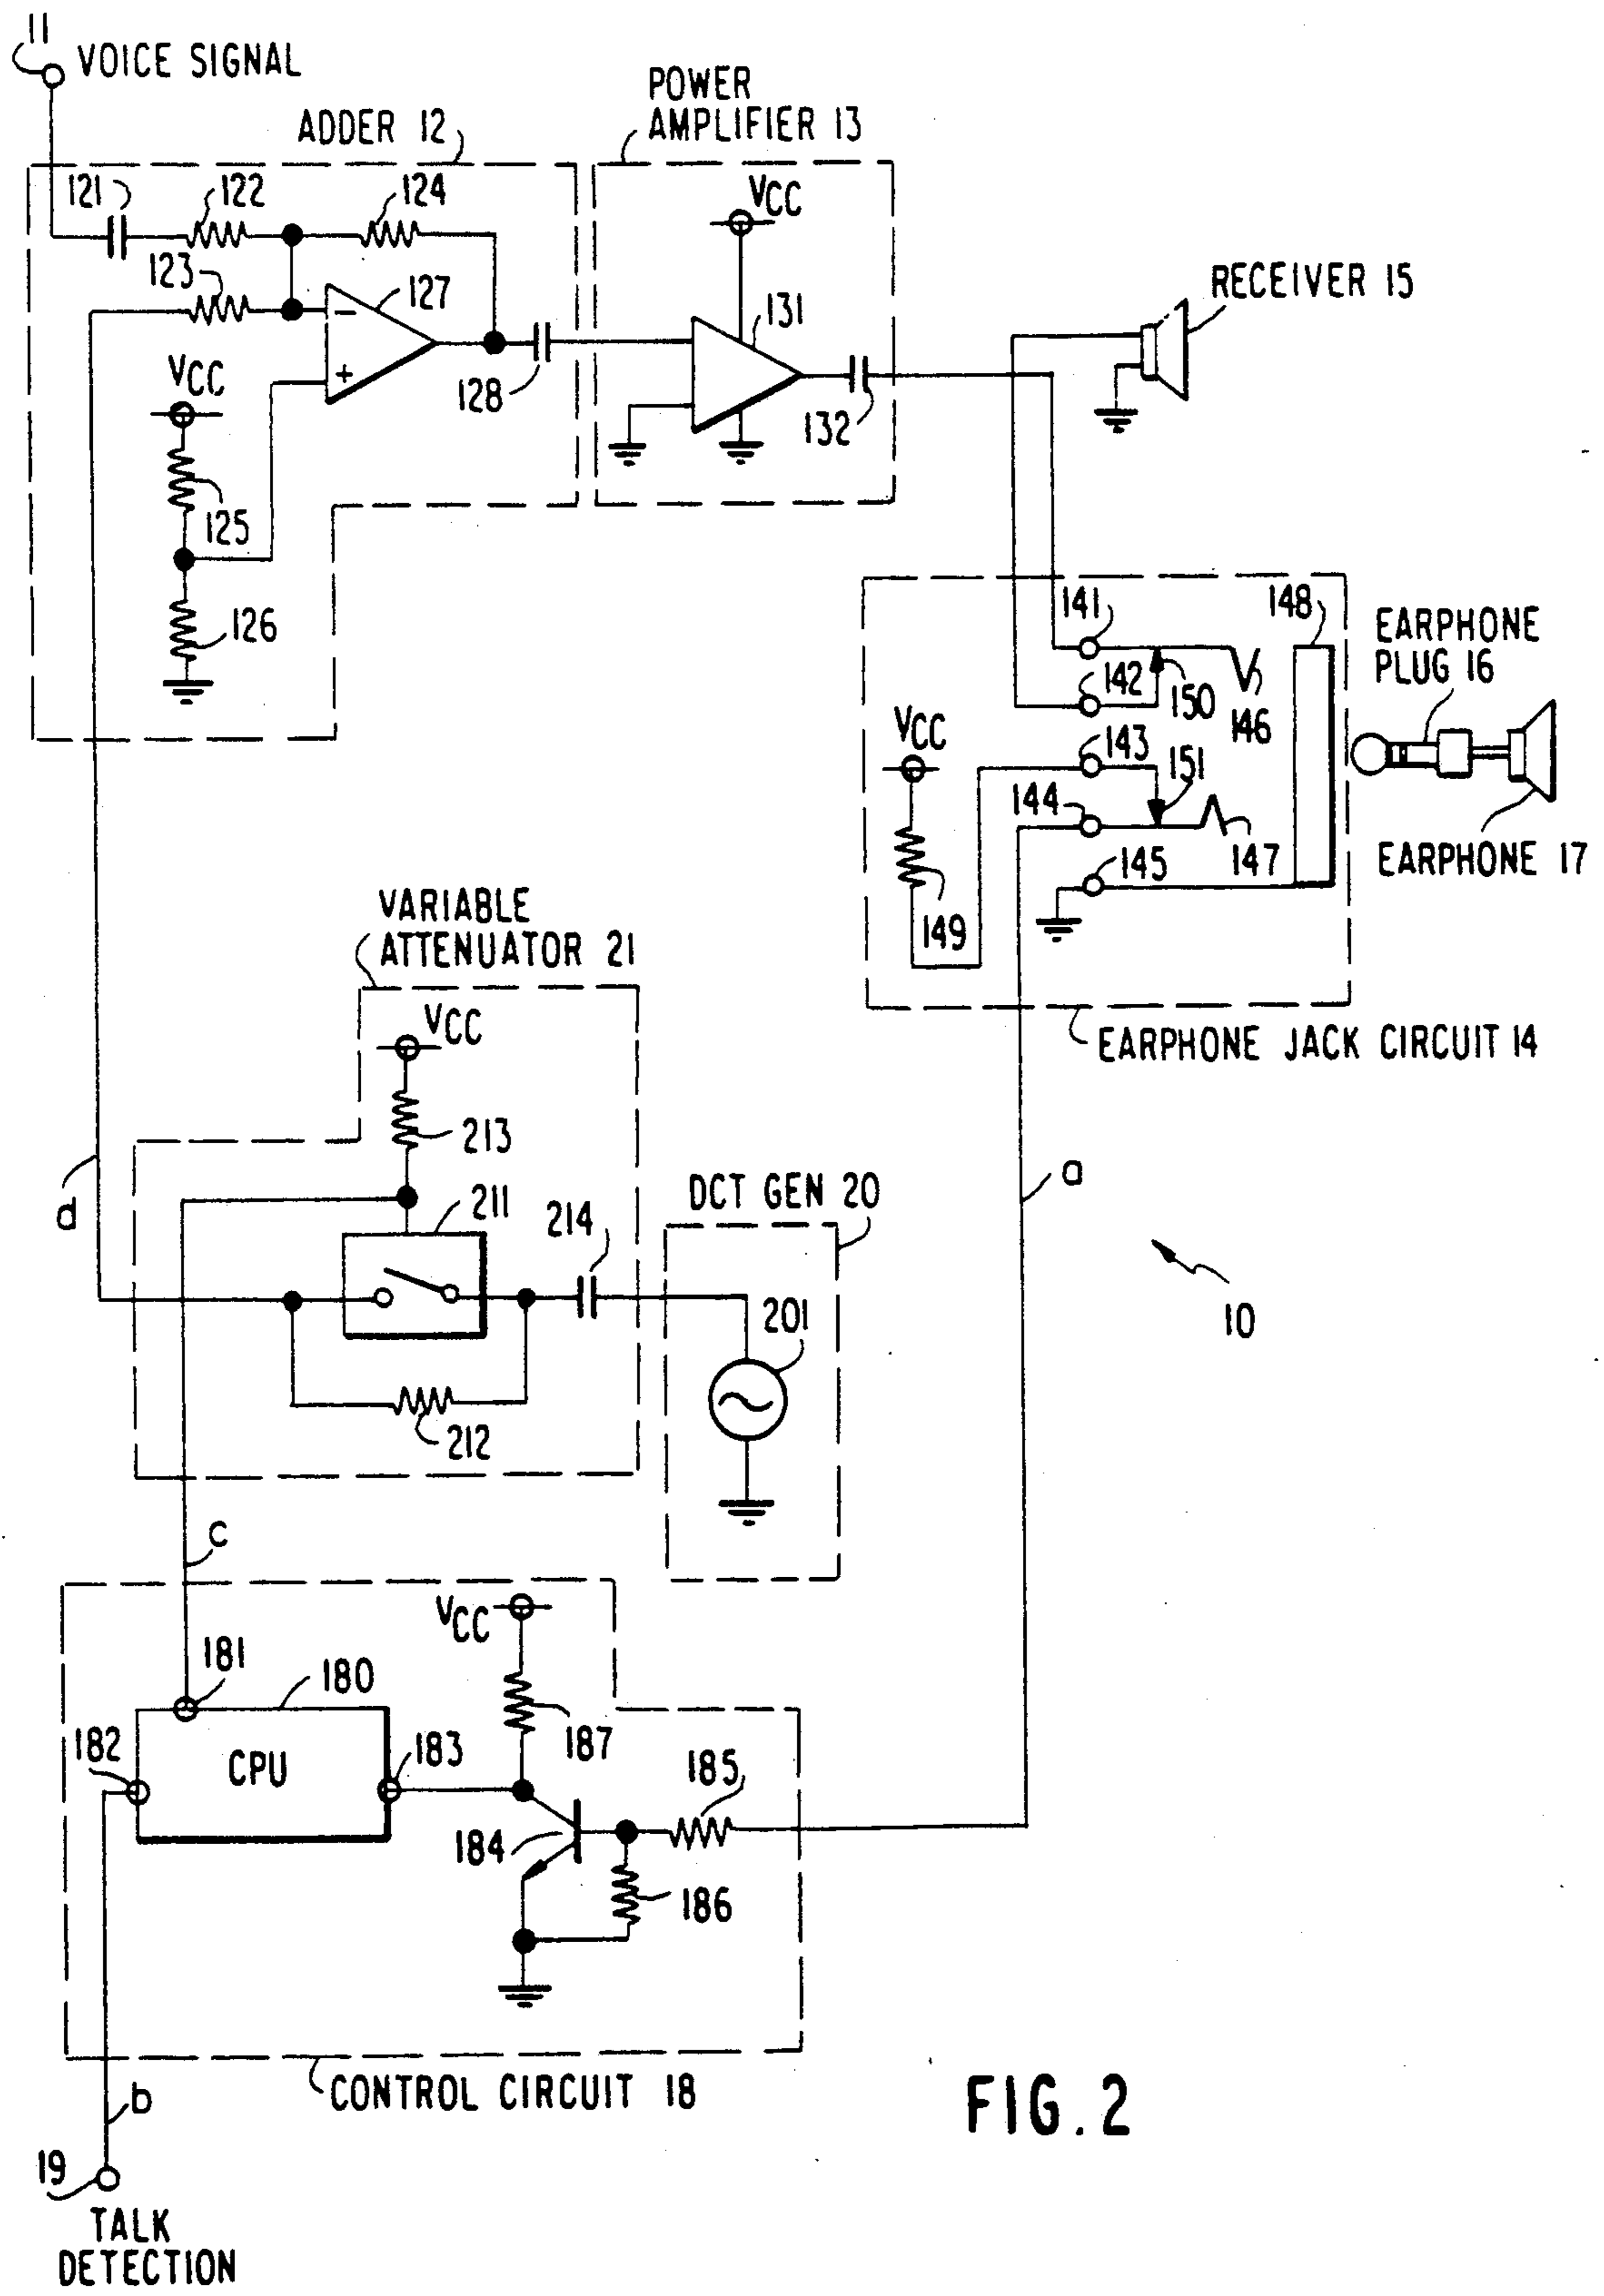 11
VOICE SIGNAL
ADDER 12
POWER
AMPLIFIER 13
121
122
124
123
127
VCC
128
125
126
VCC
131
132
RECEIVER 15
141
148
142
150
146
EARPHONE
PLUG 16
VCC
143
151
144
147
145
149
EARPHONE 17
EARPHONE JACK CIRCUIT 14
VARIABLE
ATTENUATOR 21
VCC
213
d
211
214
DCT GEN 20
a
201
10
212
c
VCC
181
180
187
182
CPU
183
185
184
186
CONTROL CIRCUIT 18
b
19
TALK
DETECTION
FIG. 2